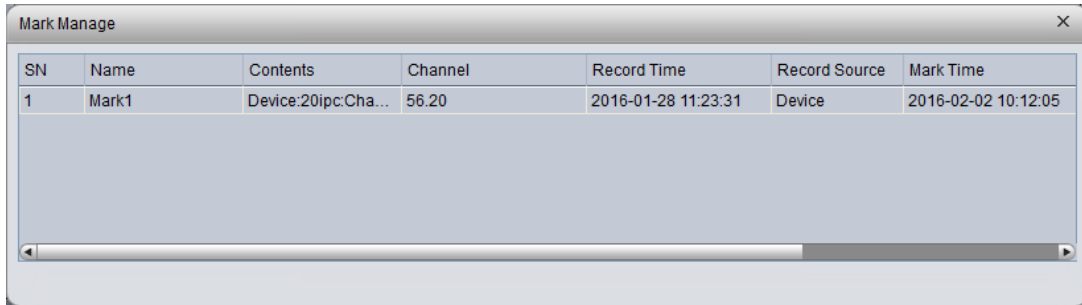 Mark Manage
SN Name Contents Channel Record Time Record Source Mark Time
1 Mark1 Device:20ipc:Cha... 56.20 2016-01-28 11:23:31 Device 2016-02-02 10:12:05